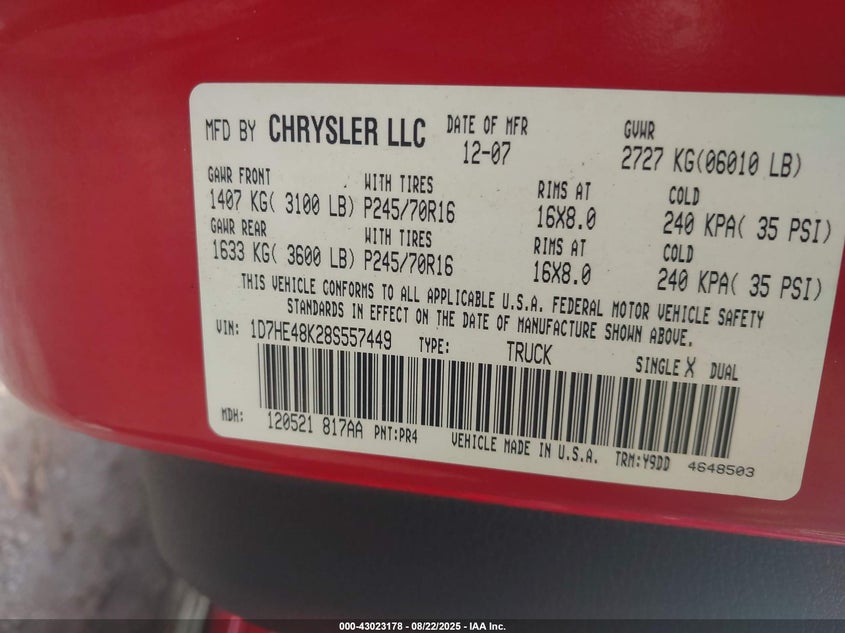 MFD BY CHRYSLER LLC DATE OF MFR 12-07 GVWR 2727 KG(06010 LB)
GAWR FRONT WITH TIRES RIMS AT COLD
1407 KG( 3100 LB) P245/70R16 16X8.0 240 KPA( 35 PSI)
GAWR REAR WITH TIRES RIMS AT COLD
1633 KG( 3600 LB) P245/70R16 16X8.0 240 KPA( 35 PSI)
THIS VEHICLE CONFORMS TO ALL APPLICABLE U.S.A. FEDERAL MOTOR VEHICLE SAFETY
STANDARDS IN EFFECT ON THE DATE OF MANUFACTURE SHOWN ABOVE.
VIN: 1D7HE48K28S557449 TYPE: TRUCK SINGLE X DUAL
MDH: 120521 817AA PNT:PR4 VEHICLE MADE IN U.S.A. TRM:Y9DD 4648503
000-43023178 - 08/22/2025 - IAA Inc.